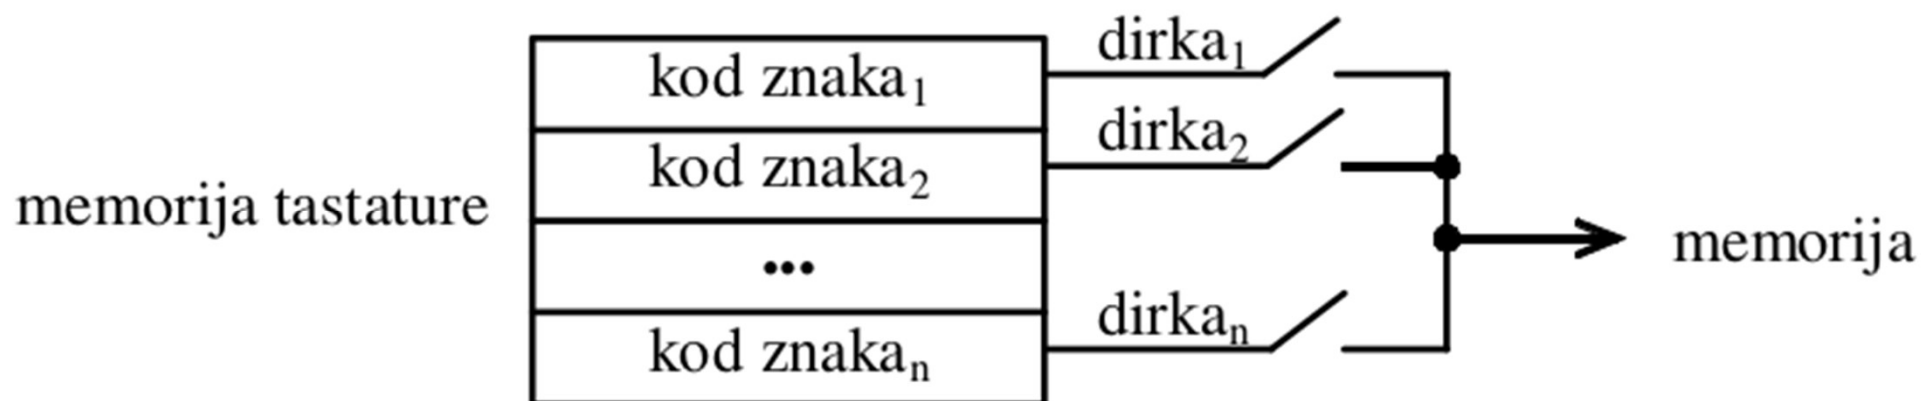 kod znaka₁ dirka₁
kod znaka₂ dirka₂
memorija tastature
••• memorija
kod znakaₙ dirkaₙ